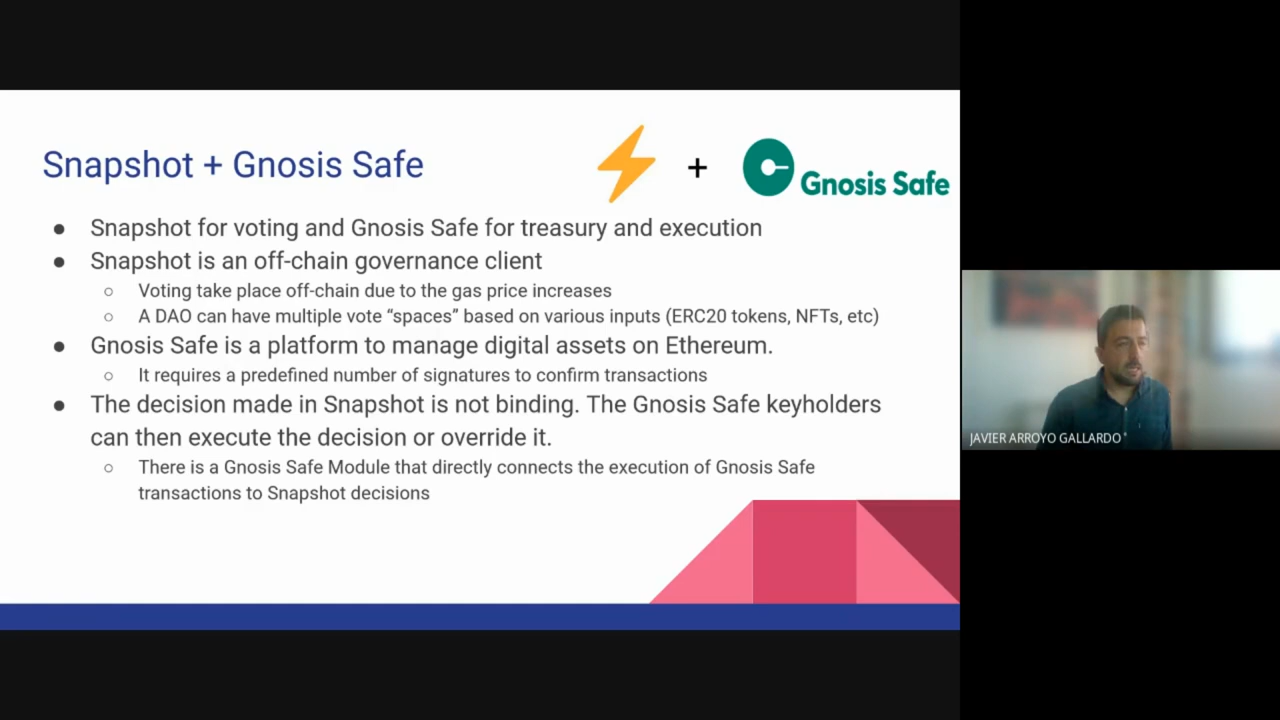 Snapshot + Gnosis Safe
+
Gnosis Safe
● Snapshot for voting and Gnosis Safe for treasury and execution
● Snapshot is an off-chain governance client
○ Voting take place off-chain due to the gas price increases
○ A DAO can have multiple vote “spaces” based on various inputs (ERC20 tokens, NFTs, etc)
● Gnosis Safe is a platform to manage digital assets on Ethereum.
○ It requires a predefined number of signatures to confirm transactions
● The decision made in Snapshot is not binding. The Gnosis Safe keyholders
can then execute the decision or override it.
○ There is a Gnosis Safe Module that directly connects the execution of Gnosis Safe
transactions to Snapshot decisions
JAVIER ARROYO GALLARDO